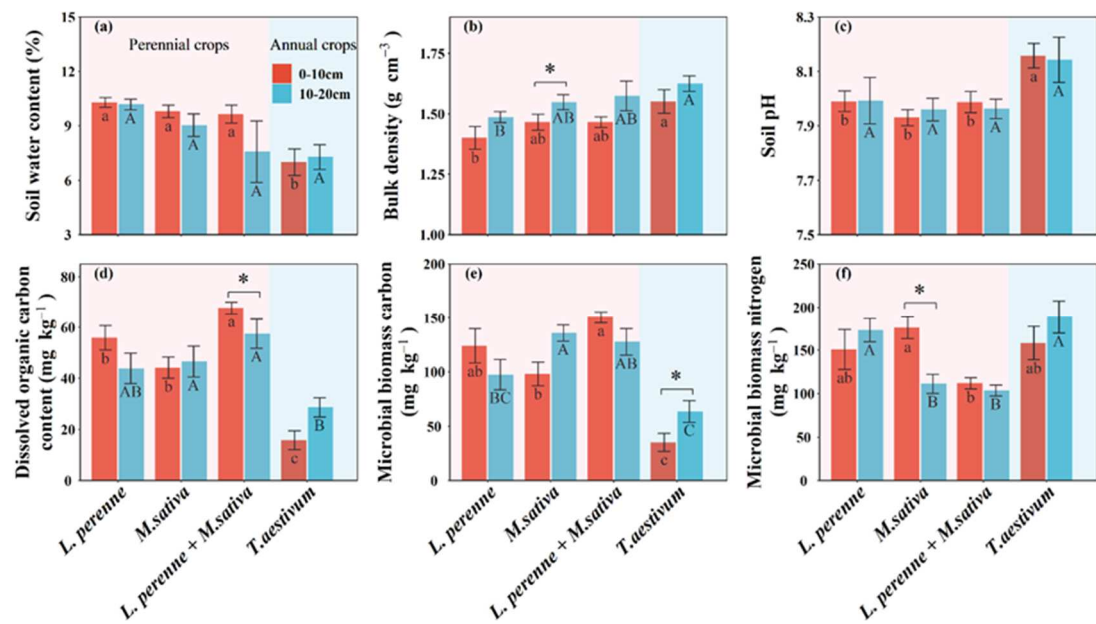 (a)
Perennial crops
Annual crops
0-10cm
10-20cm
Soil water content (%)
15
12
9
6
3
a
A
a
A
a
A
b
A
(b)
*
Bulk density (g cm⁻³)
1.75
1.50
1.25
1.00
b
B
ab
AB
ab
AB
a
A
(c)
Soil pH
8.3
8.1
7.9
7.7
7.5
b
A
b
A
b
A
a
A
(d)
*
Dissolved organic carbon
content (mg kg⁻¹)
80
60
40
20
0
b
AB
b
A
a
A
c
B
L. perenne
M.sativa
L. perenne + M.sativa
T.aestivum
(e)
*
Microbial biomass carbon
(mg kg⁻¹)
200
150
100
50
0
ab
BC
b
A
a
AB
c
C
L. perenne
M.sativa
L. perenne + M.sativa
T.aestivum
(f)
*
Microbial biomass nitrogen
(mg kg⁻¹)
250
200
150
100
50
0
ab
A
a
B
b
B
ab
A
L. perenne
M.sativa
L. perenne + M.sativa
T.aestivum